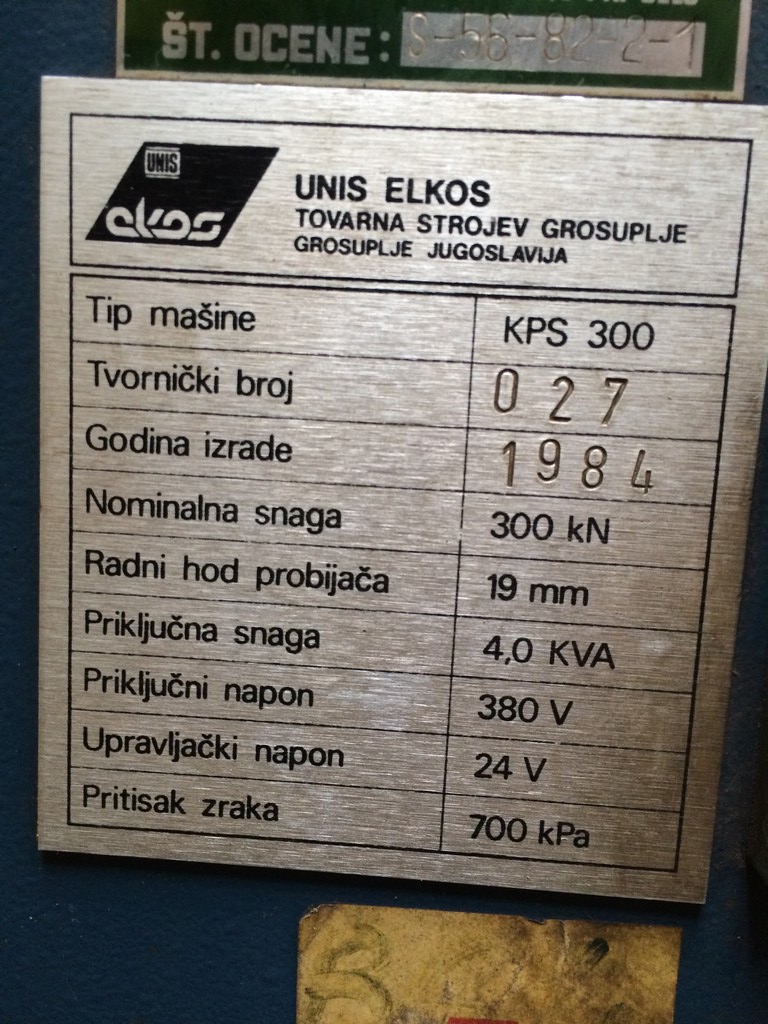 ŠT. OCENE: S-56-82-2-1
UNIS
elkos
UNIS ELKOS
TOVARNA STROJEV GROSUPLJE
GROSUPLJE JUGOSLAVIJA
Tip mašine KPS 300
Tvornički broj 027
Godina izrade 1984
Nominalna snaga 300 kN
Radni hod probijača 19 mm
Priključna snaga 4,0 KVA
Priključni napon 380 V
Upravljački napon 24 V
Pritisak zraka 700 kPa